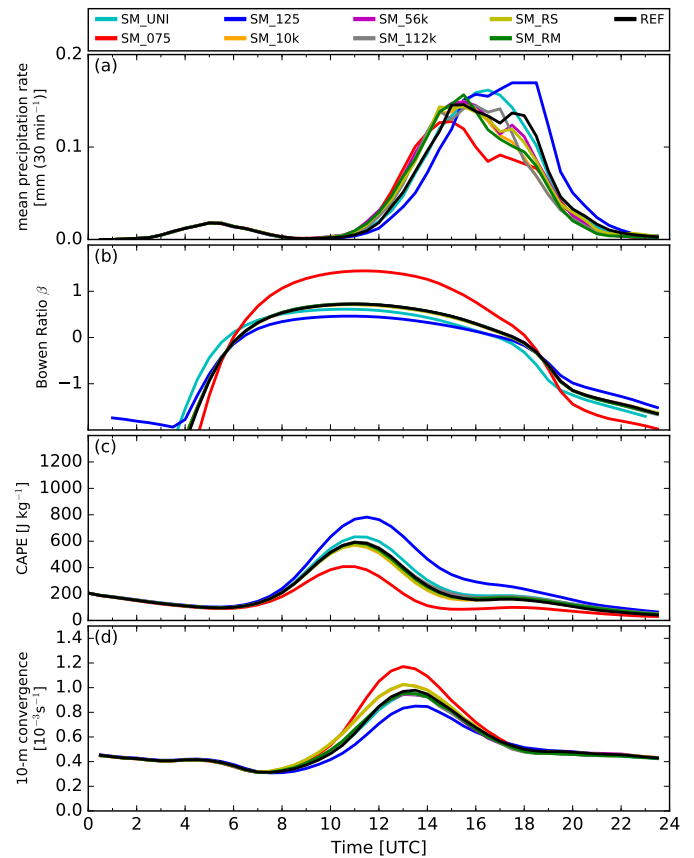 SM_UNI SM_125 SM_56k SM_RS REF
SM_075 SM_10k SM_112k SM_RM
(a)
mean precipitation rate
[mm (30 min⁻¹)]
0.2
0.1
0.0
(b)
Bowen Ratio β
1
0
−1
(c)
CAPE [J kg⁻¹]
1200
1000
800
600
400
200
0
(d)
10-m convergence
[10⁻³s⁻¹]
1.4
1.2
1.0
0.8
0.6
0.4
0.2
0.0
0 2 4 6 8 10 12 14 16 18 20 22 24
Time [UTC]